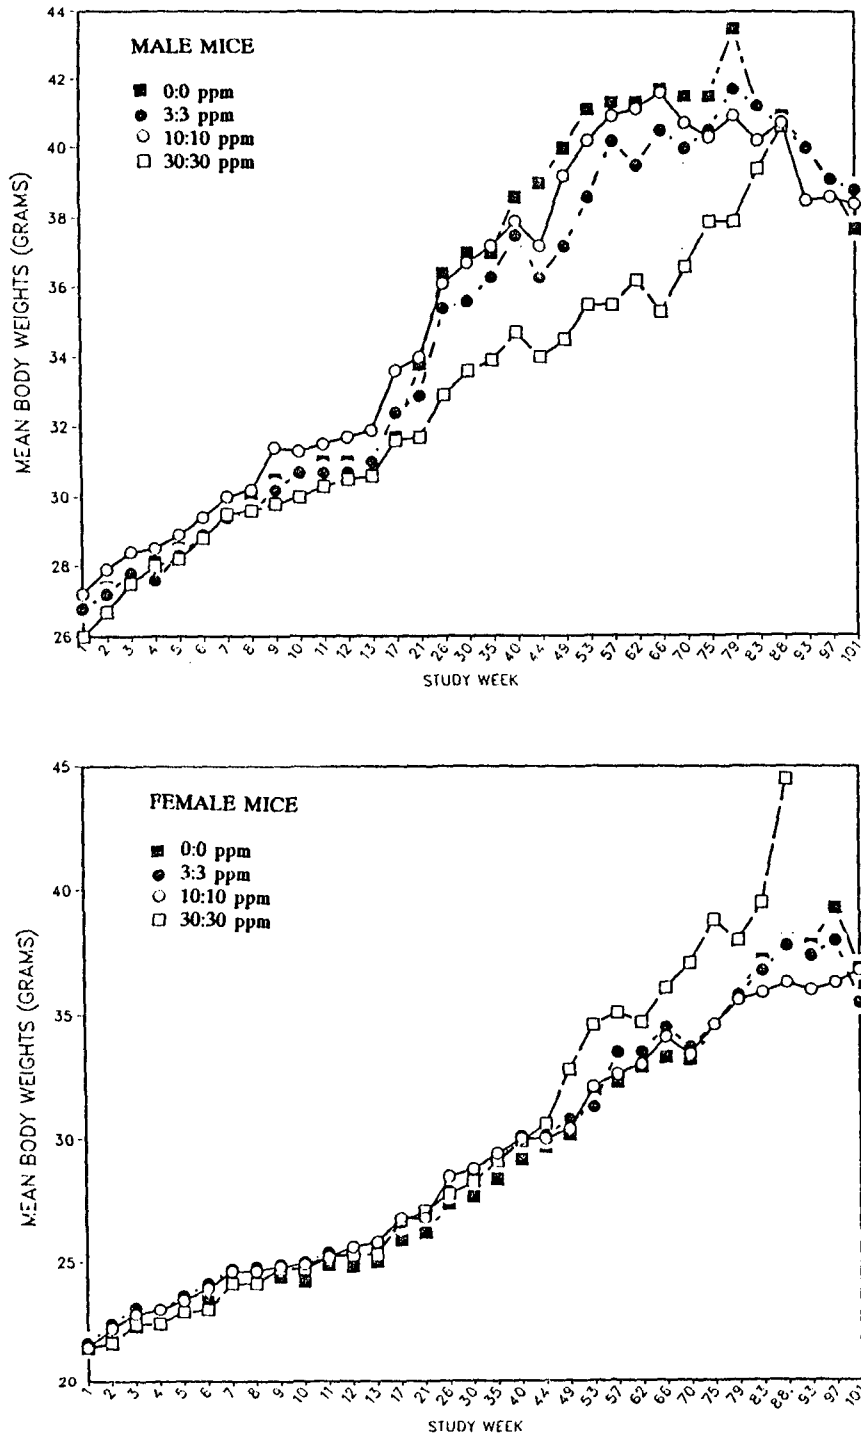 44
42
40
38
36
34
32
30
28
26
MEAN BODY WEIGHTS (GRAMS)
MALE MICE
0:0 ppm
3:3 ppm
10:10 ppm
30:30 ppm
1 2 3 4 5 6 7 8 9 10 11 12 13 17 21 26 30 35 40 44 49 53 57 62 66 70 75 79 83 88 93 97 101
STUDY WEEK
45
40
35
30
25
20
MEAN BODY WEIGHTS (GRAMS)
FEMALE MICE
0:0 ppm
3:3 ppm
10:10 ppm
30:30 ppm
1 2 3 4 5 6 7 8 9 10 11 12 13 17 21 26 30 35 40 44 49 53 57 62 66 70 75 79 83 88. 93 97 101
STUDY WEEK